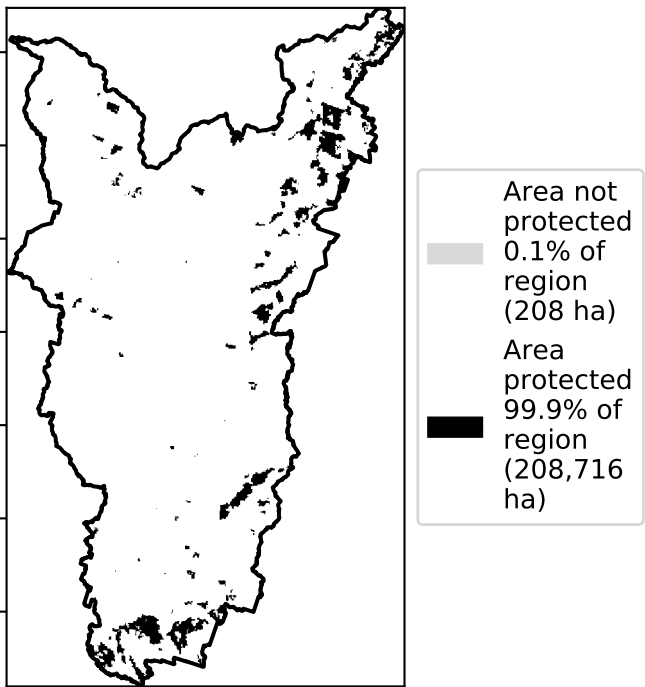 Area not
protected
0.1% of
region
(208 ha)
Area
protected
99.9% of
region
(208,716
ha)